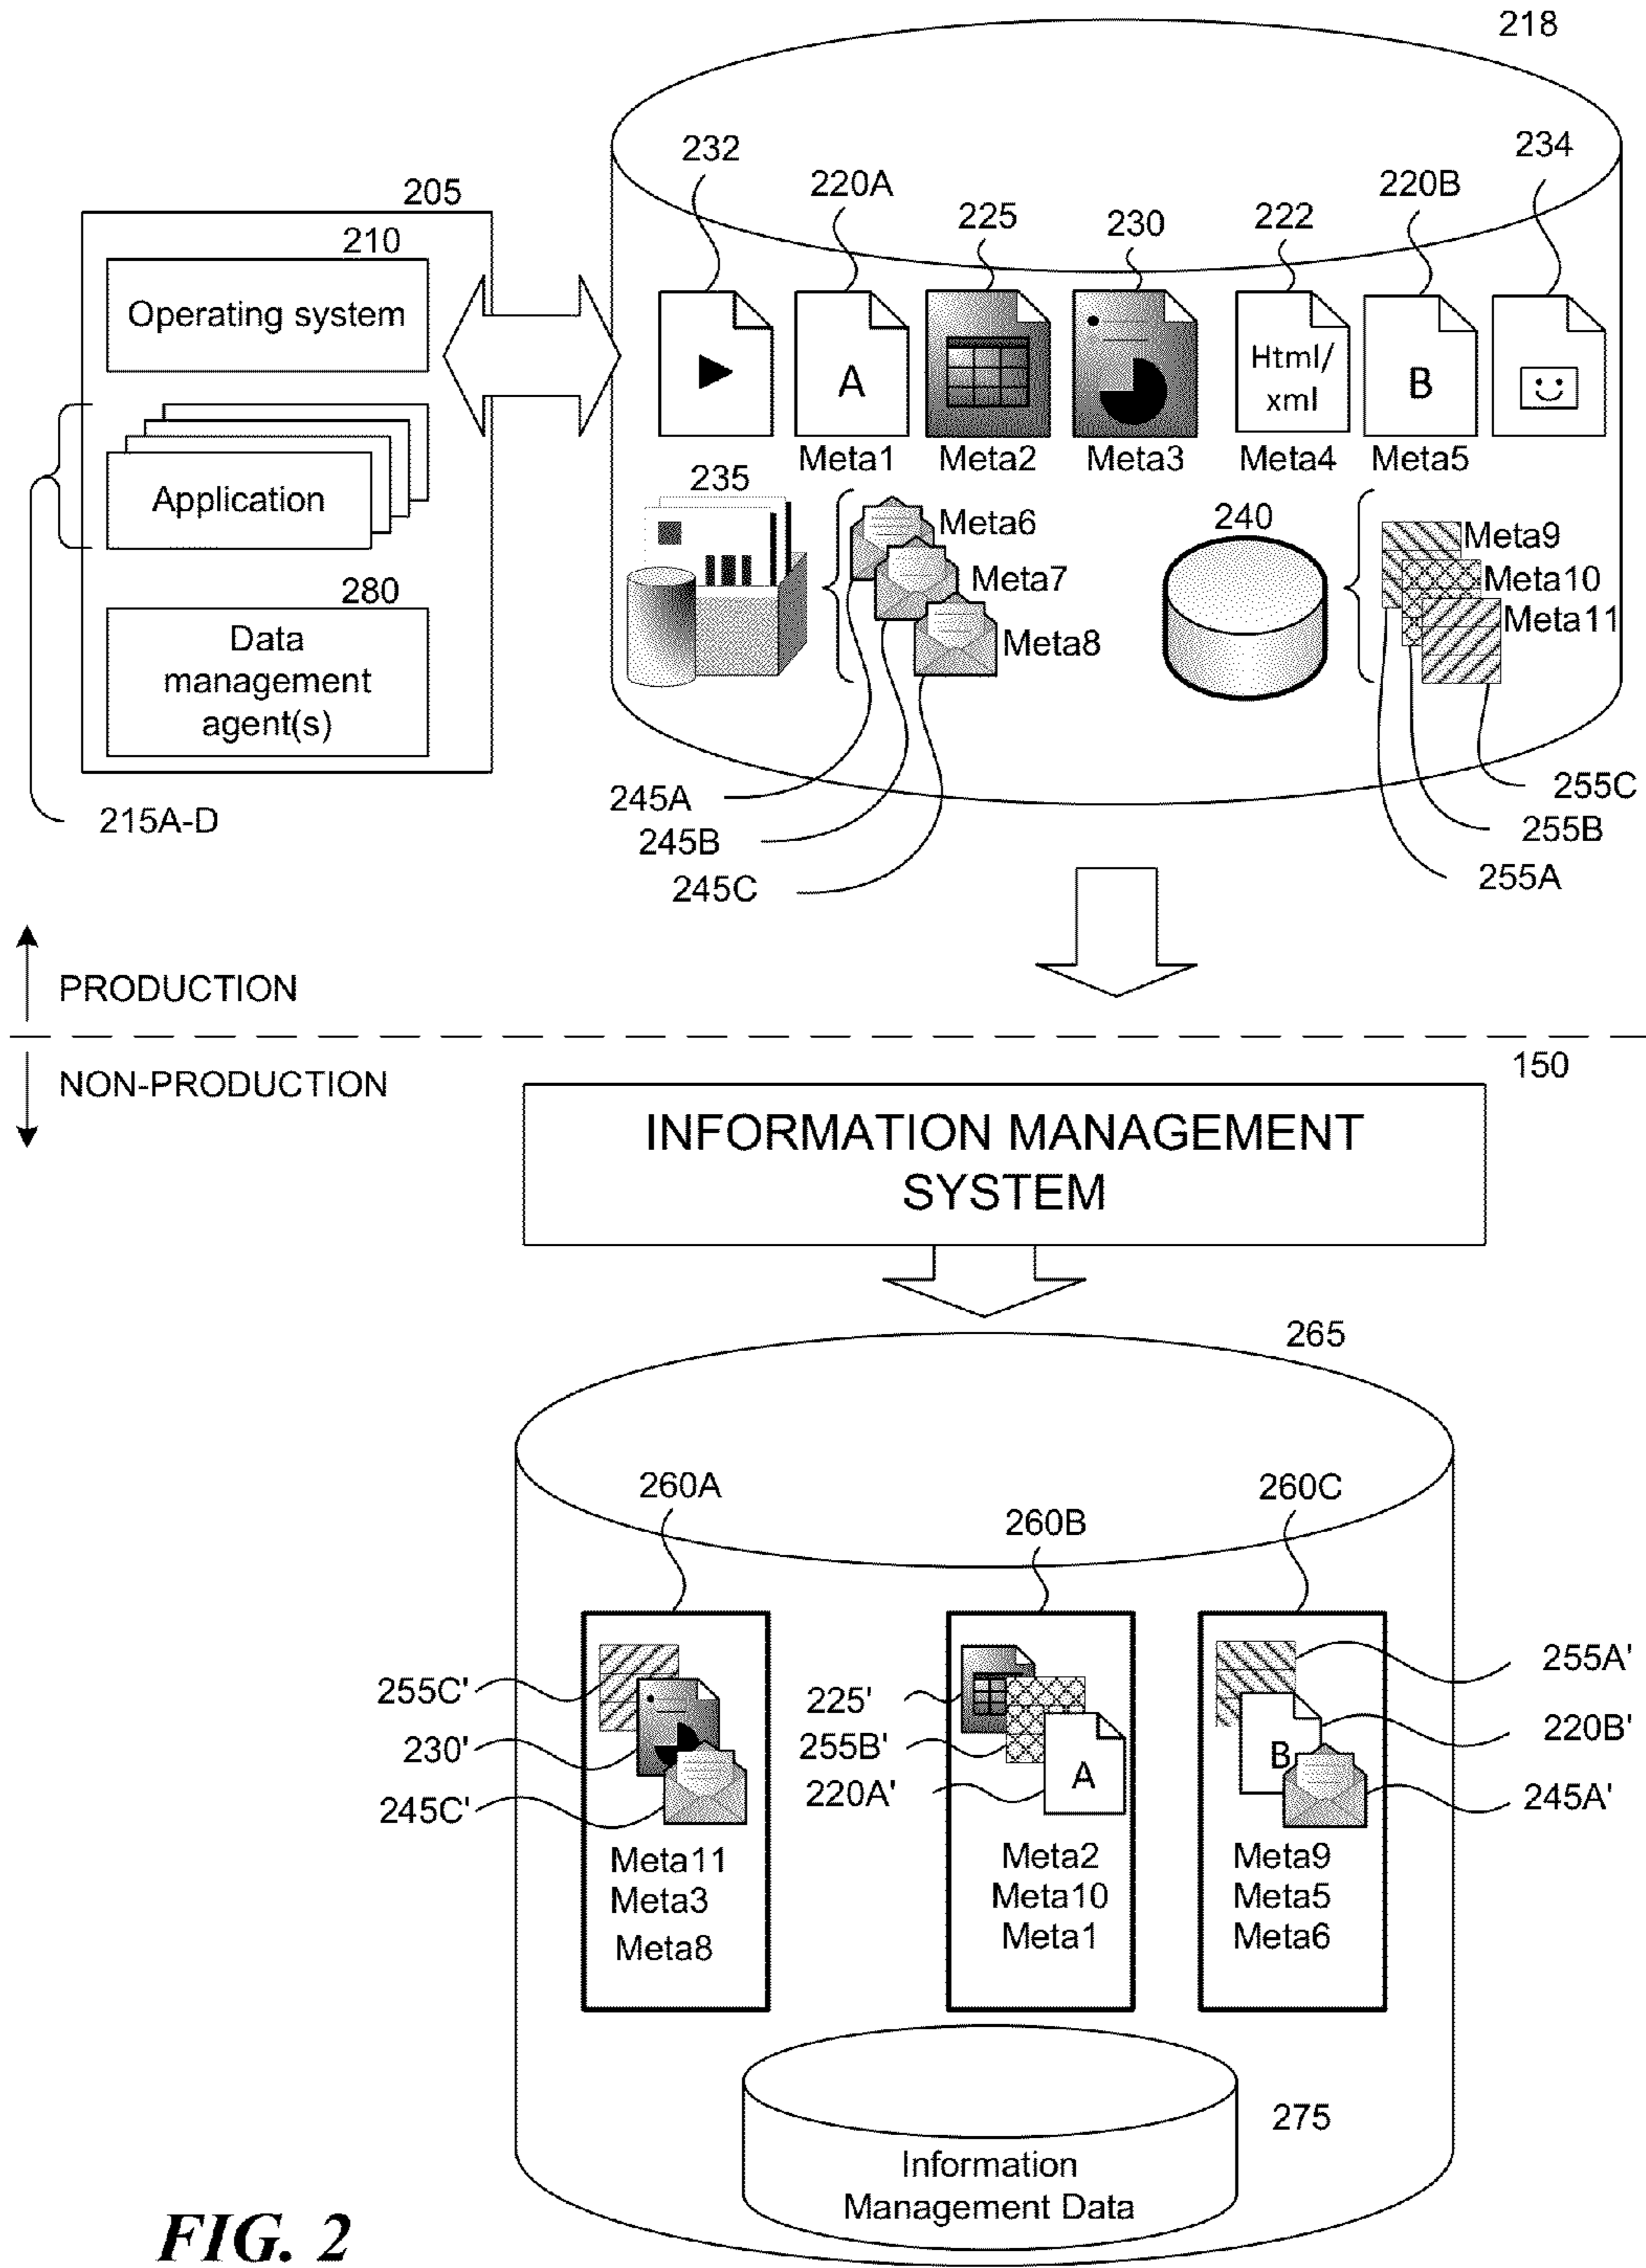 218
232
220A
225
230
222
220B
234
205
210
Operating system
Application
280
Data
management
agent(s)
215A-D
A
Html/
xml
B
Meta1
Meta2
Meta3
Meta4
Meta5
235
Meta6
Meta7
Meta8
240
Meta9
Meta10
Meta11
245A
245B
245C
255C
255B
255A
PRODUCTION
NON-PRODUCTION
150
INFORMATION MANAGEMENT
SYSTEM
265
260A
260B
260C
255C'
230'
245C'
Meta11
Meta3
Meta8
225'
255B'
220A'
A
Meta2
Meta10
Meta1
255A'
220B'
245A'
B
Meta9
Meta5
Meta6
275
Information
Management Data
FIG. 2